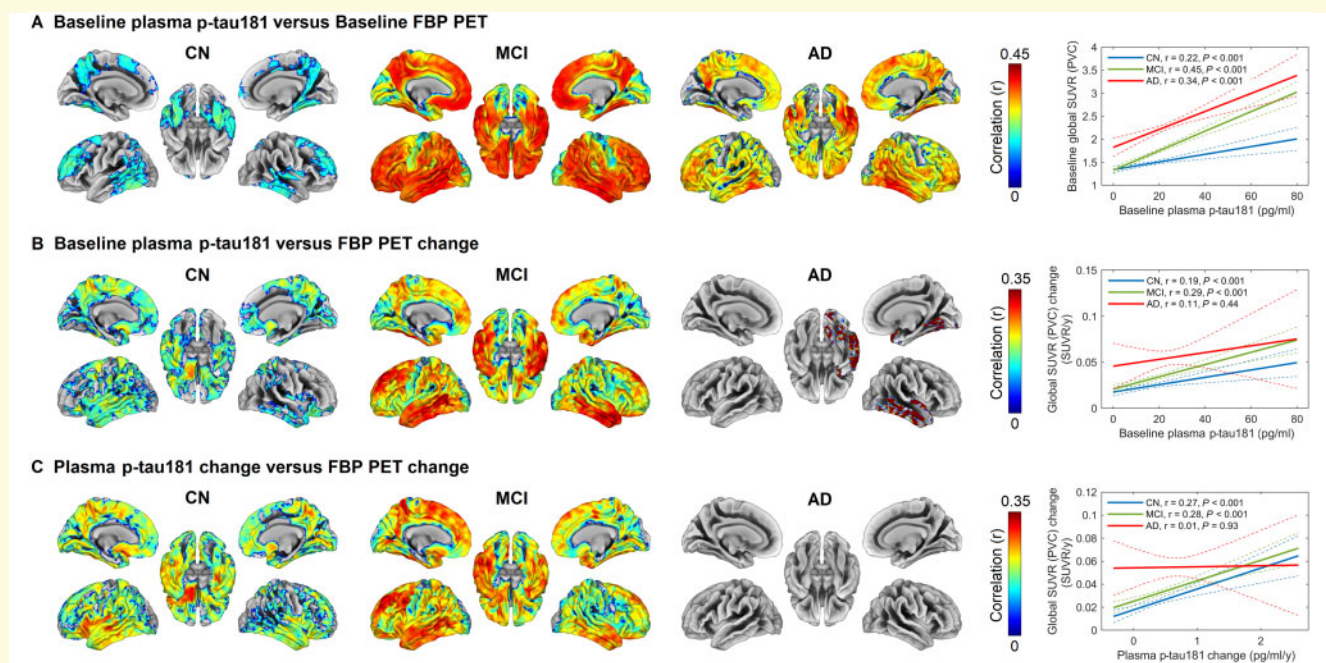 A Baseline plasma p-tau181 versus Baseline FBP PET
CN
MCI
AD
0.45
Correlation (r)
0
4
3.5
3
2.5
2
1.5
1
Baseline global SUVR (PVC)
CN, r = 0.22, P < 0.001
MCI, r = 0.45, P < 0.001
AD, r = 0.34, P < 0.001
0 20 40 60 80
Baseline plasma p-tau181 (pg/ml)
B Baseline plasma p-tau181 versus FBP PET change
CN
MCI
AD
0.35
Correlation (r)
0
0.15
0.1
0.05
0
Global SUVR (PVC) change
(SUVR/y)
CN, r = 0.19, P < 0.001
MCI, r = 0.29, P < 0.001
AD, r = 0.11, P = 0.44
0 20 40 60 80
Baseline plasma p-tau181 (pg/ml)
C Plasma p-tau181 change versus FBP PET change
CN
MCI
AD
0.35
Correlation (r)
0
0.12
0.1
0.08
0.06
0.04
0.02
0
Global SUVR (PVC) change
(SUVR/y)
CN, r = 0.27, P < 0.001
MCI, r = 0.28, P < 0.001
AD, r = 0.01, P = 0.93
0 1 2
Plasma p-tau181 change (pg/ml/y)